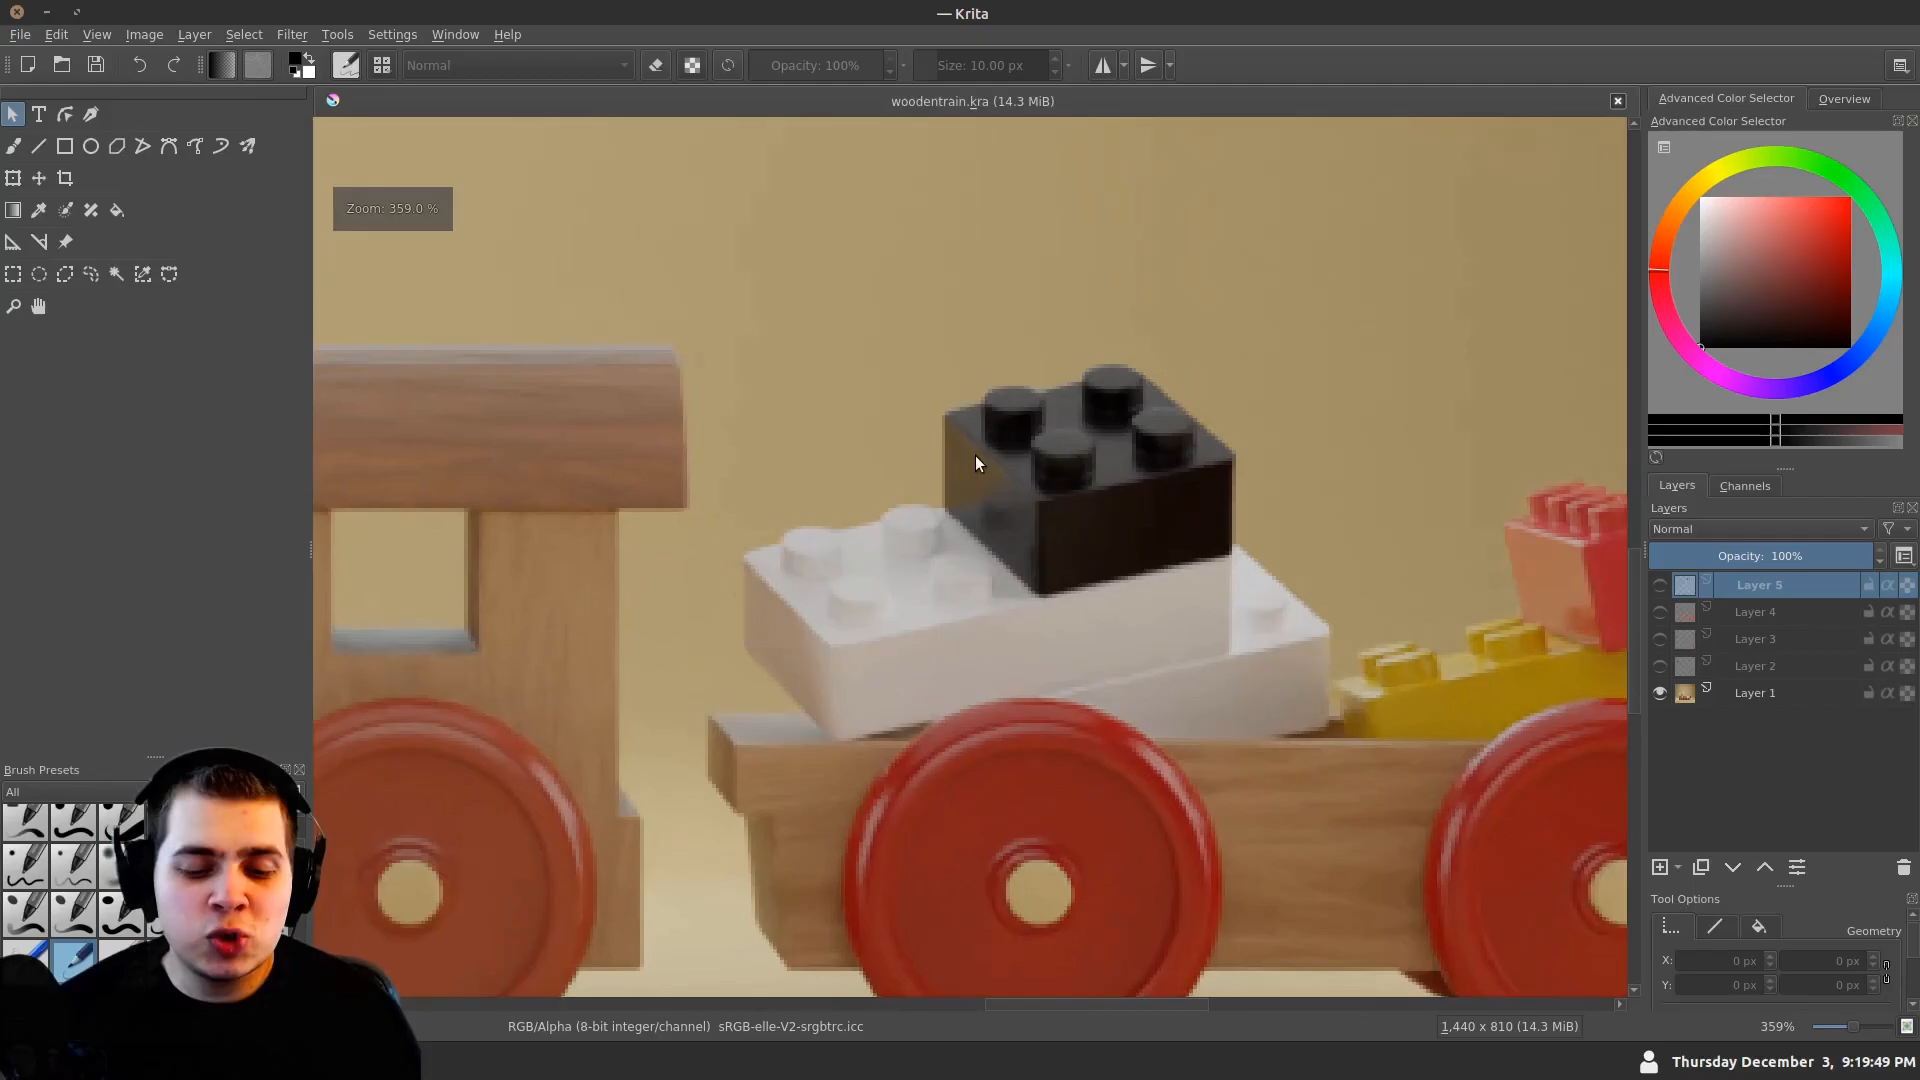 — Krita
File Edit View Image Layer Select Filter Tools Settings Window Help
Normal Opacity: 100% Size: 10.00 px
woodentrain.kra (14.3 MiB)
Advanced Color Selector Overview
Advanced Color Selector
Zoom: 359.0 %
Layers Channels
Layers
Normal
Opacity: 100%
Layer 5
Layer 4
Layer 3
Layer 2
Layer 1
Brush Presets
All
Tool Options
Geometry
X: 0 px 0 px
Y: 0 px 0 px
RGB/Alpha (8-bit integer/channel) sRGB-elle-V2-srgbtrc.icc
1,440 x 810 (14.3 MiB)
359%
Thursday December 3, 9:19:49 PM